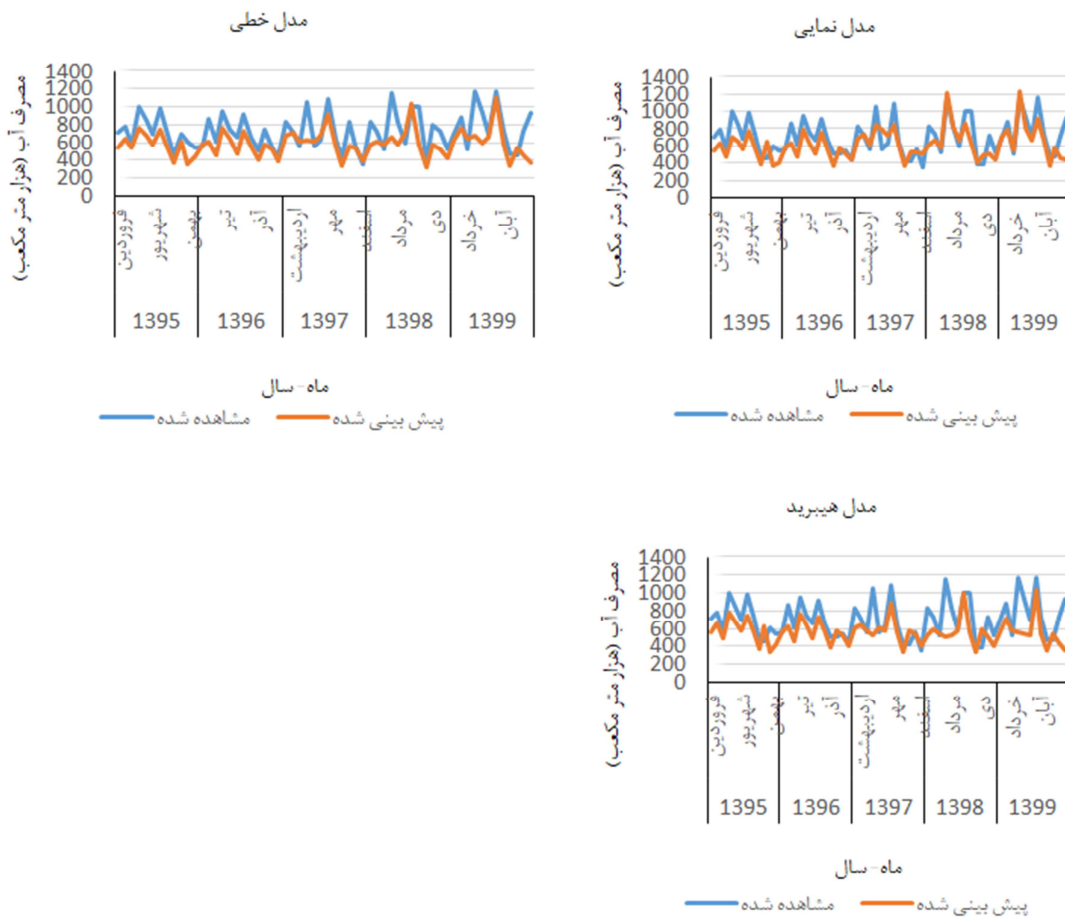 مدل خطی
مصرف آب (هزار متر مکعب)
1400
1200
1000
800
600
400
200
0
فروردین شهریور بهمن تیر آذر اردیبهشت مهر اسفند مرداد دی خرداد آبان
1395 1396 1397 1398 1399
ماه- سال
مشاهده شده پیش بینی شده
مدل نمایی
مصرف آب (هزار متر مکعب)
1400
1200
1000
800
600
400
200
0
فروردین شهریور بهمن تیر آذر اردیبهشت مهر اسفند مرداد دی خرداد آبان
1395 1396 1397 1398 1399
ماه- سال
مشاهده شده پیش بینی شده
مدل هیبرید
مصرف آب (هزار متر مکعب)
1400
1200
1000
800
600
400
200
0
فروردین شهریور بهمن تیر آذر اردیبهشت مهر اسفند مرداد دی خرداد آبان
1395 1396 1397 1398 1399
ماه- سال
مشاهده شده پیش بینی شده